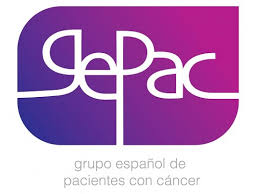 gepac
grupo español de
pacientes con cáncer